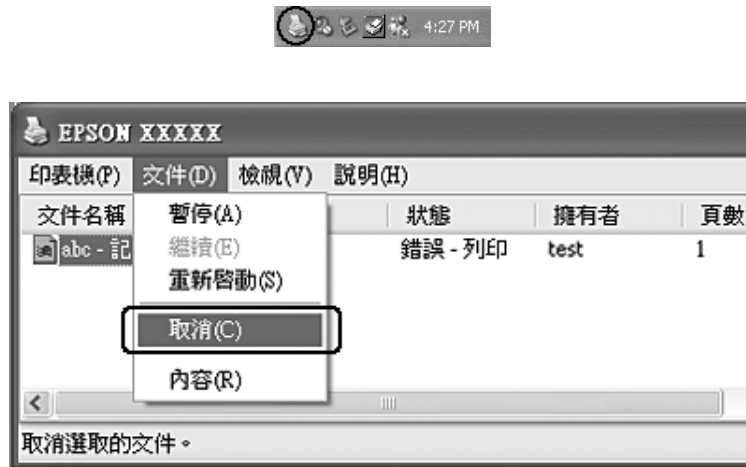 4:27 PM
EPSON XXXXX
印表機(P) 文件(D) 檢視(V) 說明(H)
文件名稱 狀態 擁有者 頁數
abc - 記 錯誤 - 列印 test 1
暫停(A)
繼續(E)
重新啓動(S)
取消(C)
內容(R)
取消選取的文件。